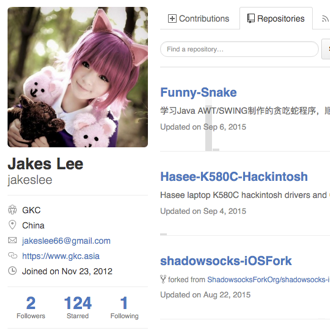 Contributions
Repositories
Find a repository…
Funny-Snake
学习Java AWT/SWING制作的贪吃蛇程序，
Updated on Sep 6, 2015
Hasee-K580C-Hackintosh
Hasee laptop K580C hackintosh drivers and
Updated on Sep 4, 2015
shadowsocks-iOSFork
forked from ShadowsocksForkOrg/shadowsocks-i
Updated on Aug 22, 2015
Jakes Lee
jakeslee
GKC
China
jakeslee66@gmail.com
https://www.gkc.asia
Joined on Nov 23, 2012
2 124 1
Followers Starred Following